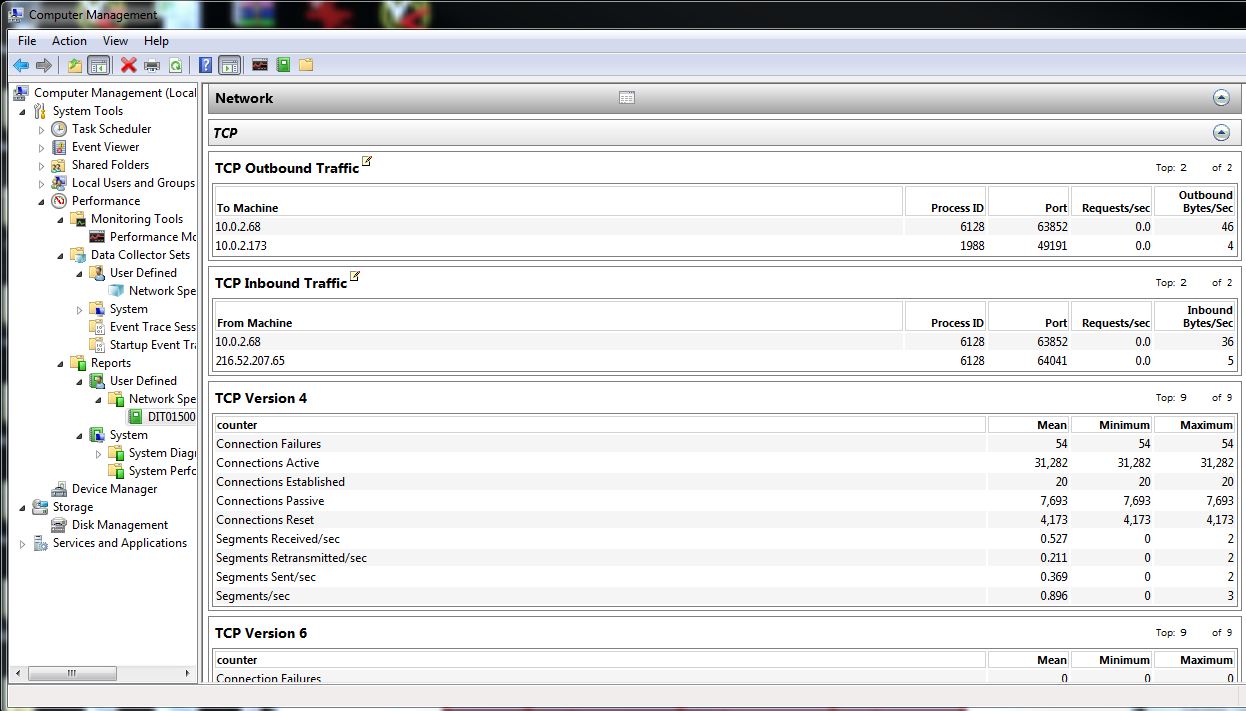 Computer Management
File Action View Help
Computer Management (Local
System Tools
Task Scheduler
Event Viewer
Shared Folders
Local Users and Groups
Performance
Monitoring Tools
Performance Mo
Data Collector Sets
User Defined
Network Spe
System
Event Trace Sess
Startup Event Tra
Reports
User Defined
Network Spe
DIT01500
System
System Diagn
System Perfo
Device Manager
Storage
Disk Management
Services and Applications
Network
TCP
TCP Outbound Traffic Top: 2 of 2
To Machine Process ID Port Requests/sec Outbound Bytes/Sec
10.0.2.68 6128 63852 0.0 46
10.0.2.173 1988 49191 0.0 4
TCP Inbound Traffic Top: 2 of 2
From Machine Process ID Port Requests/sec Inbound Bytes/Sec
10.0.2.68 6128 63852 0.0 36
216.52.207.65 6128 64041 0.0 5
TCP Version 4 Top: 9 of 9
counter Mean Minimum Maximum
Connection Failures 54 54 54
Connections Active 31,282 31,282 31,282
Connections Established 20 20 20
Connections Passive 7,693 7,693 7,693
Connections Reset 4,173 4,173 4,173
Segments Received/sec 0.527 0 2
Segments Retransmitted/sec 0.211 0 2
Segments Sent/sec 0.369 0 2
Segments/sec 0.896 0 3
TCP Version 6 Top: 9 of 9
counter Mean Minimum Maximum
Connection Failures 0 0 0